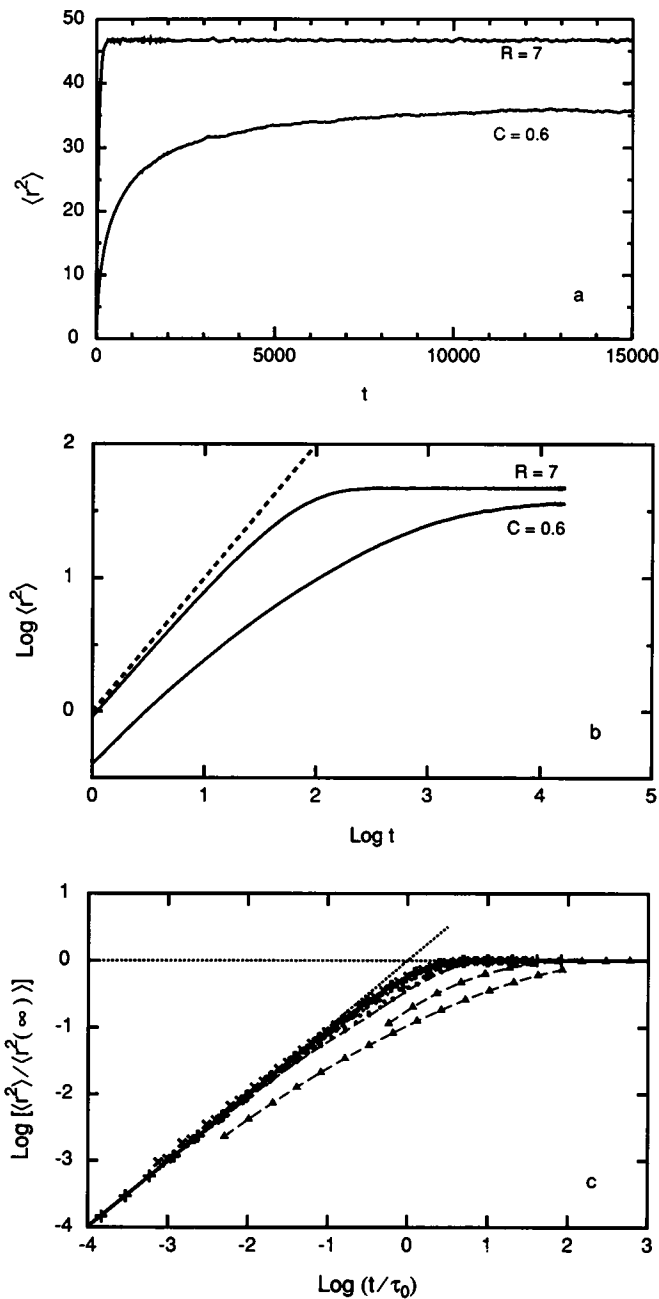 50
40
30
20
10
0
⟨r²⟩
R = 7
C = 0.6
a
0 5000 10000 15000
t
2
1
0
Log ⟨r²⟩
R = 7
C = 0.6
b
0 1 2 3 4 5
Log t
1
0
-1
-2
-3
-4
Log [⟨r²⟩/⟨r²(∞)⟩]
c
-4 -3 -2 -1 0 1 2 3
Log (t/τ₀)